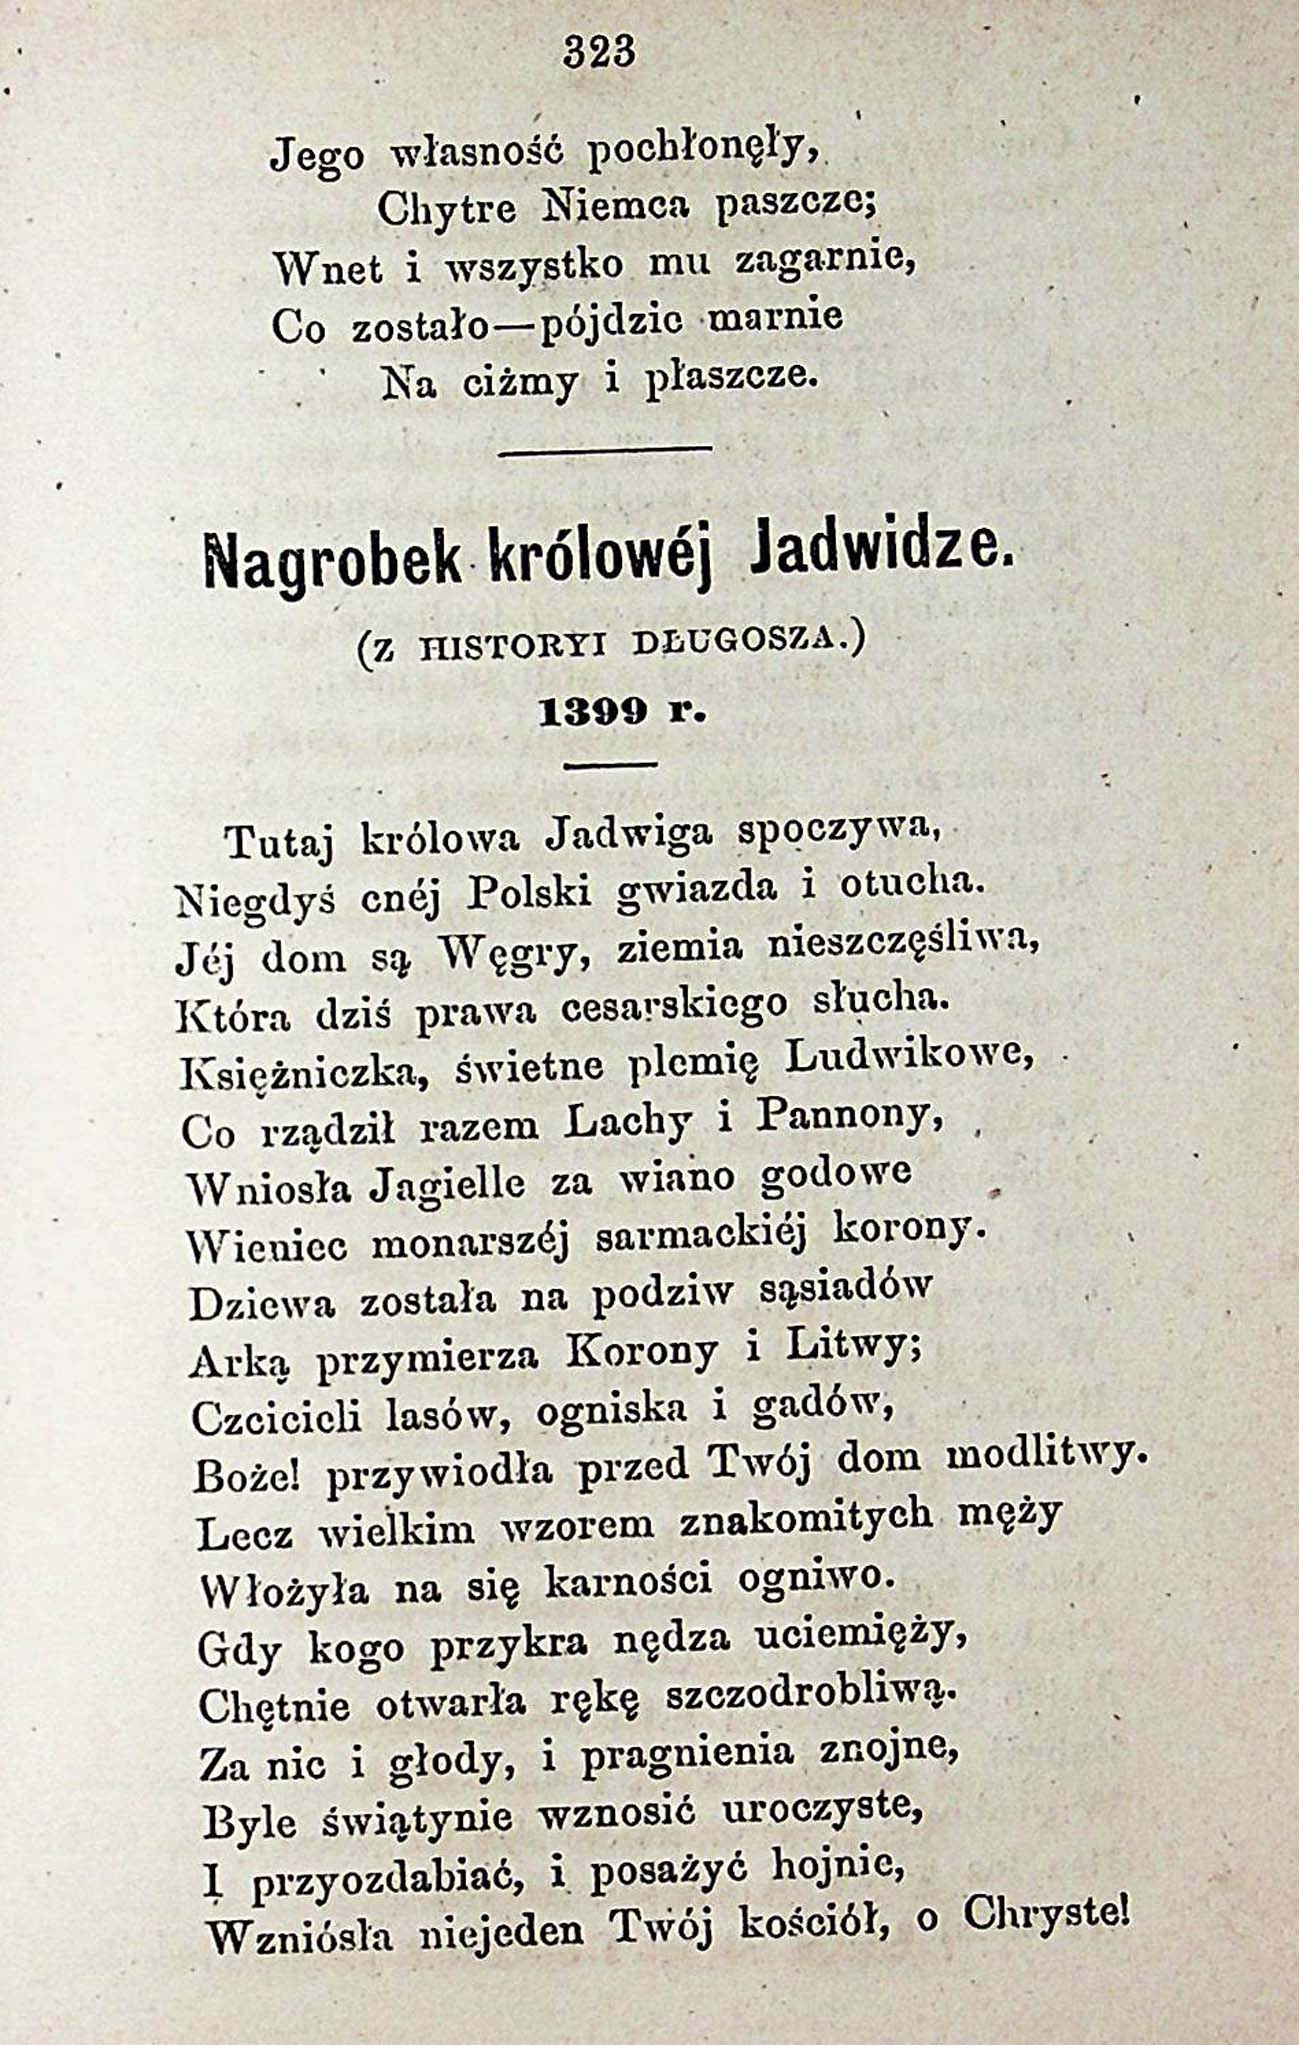 323
Jego własność pochłonęły,
Chytre Niemca paszcze;
Wnet i wszystko mu zagarnie,
Co zostało—pójdzie marnie
Na ciżmy i płaszcze.
Nagrobek królowéj Jadwidze.
(Z HISTORYI DŁUGOSZA.)
1399 r.
Tutaj królowa Jadwiga spoczywa,
Niegdyś cnéj Polski gwiazda i otucha.
Jéj dom są Węgry, ziemia nieszczęśliwa,
Która dziś prawa cesarskiego słucha.
Księżniczka, świetne plemię Ludwikowe,
Co rządził razem Lachy i Pannony,
Wniosła Jagielle za wiano godowe
Wieniec monarszéj sarmackiéj korony.
Dziewa została na podziw sąsiadów
Arką przymierza Korony i Litwy;
Czcicieli lasów, ogniska i gadów,
Boże! przywiodła przed Twój dom modlitwy.
Lecz wielkim wzorem znakomitych męży
Włożyła na się karności ogniwo.
Gdy kogo przykra nędza uciemięży,
Chętnie otwarła rękę szczodrobliwą.
Za nic i głody, i pragnienia znojne,
Byle świątynie wznosić uroczyste,
I przyozdabiać, i posażyć hojnie,
Wzniósła niejeden Twój kościół, o Chryste!